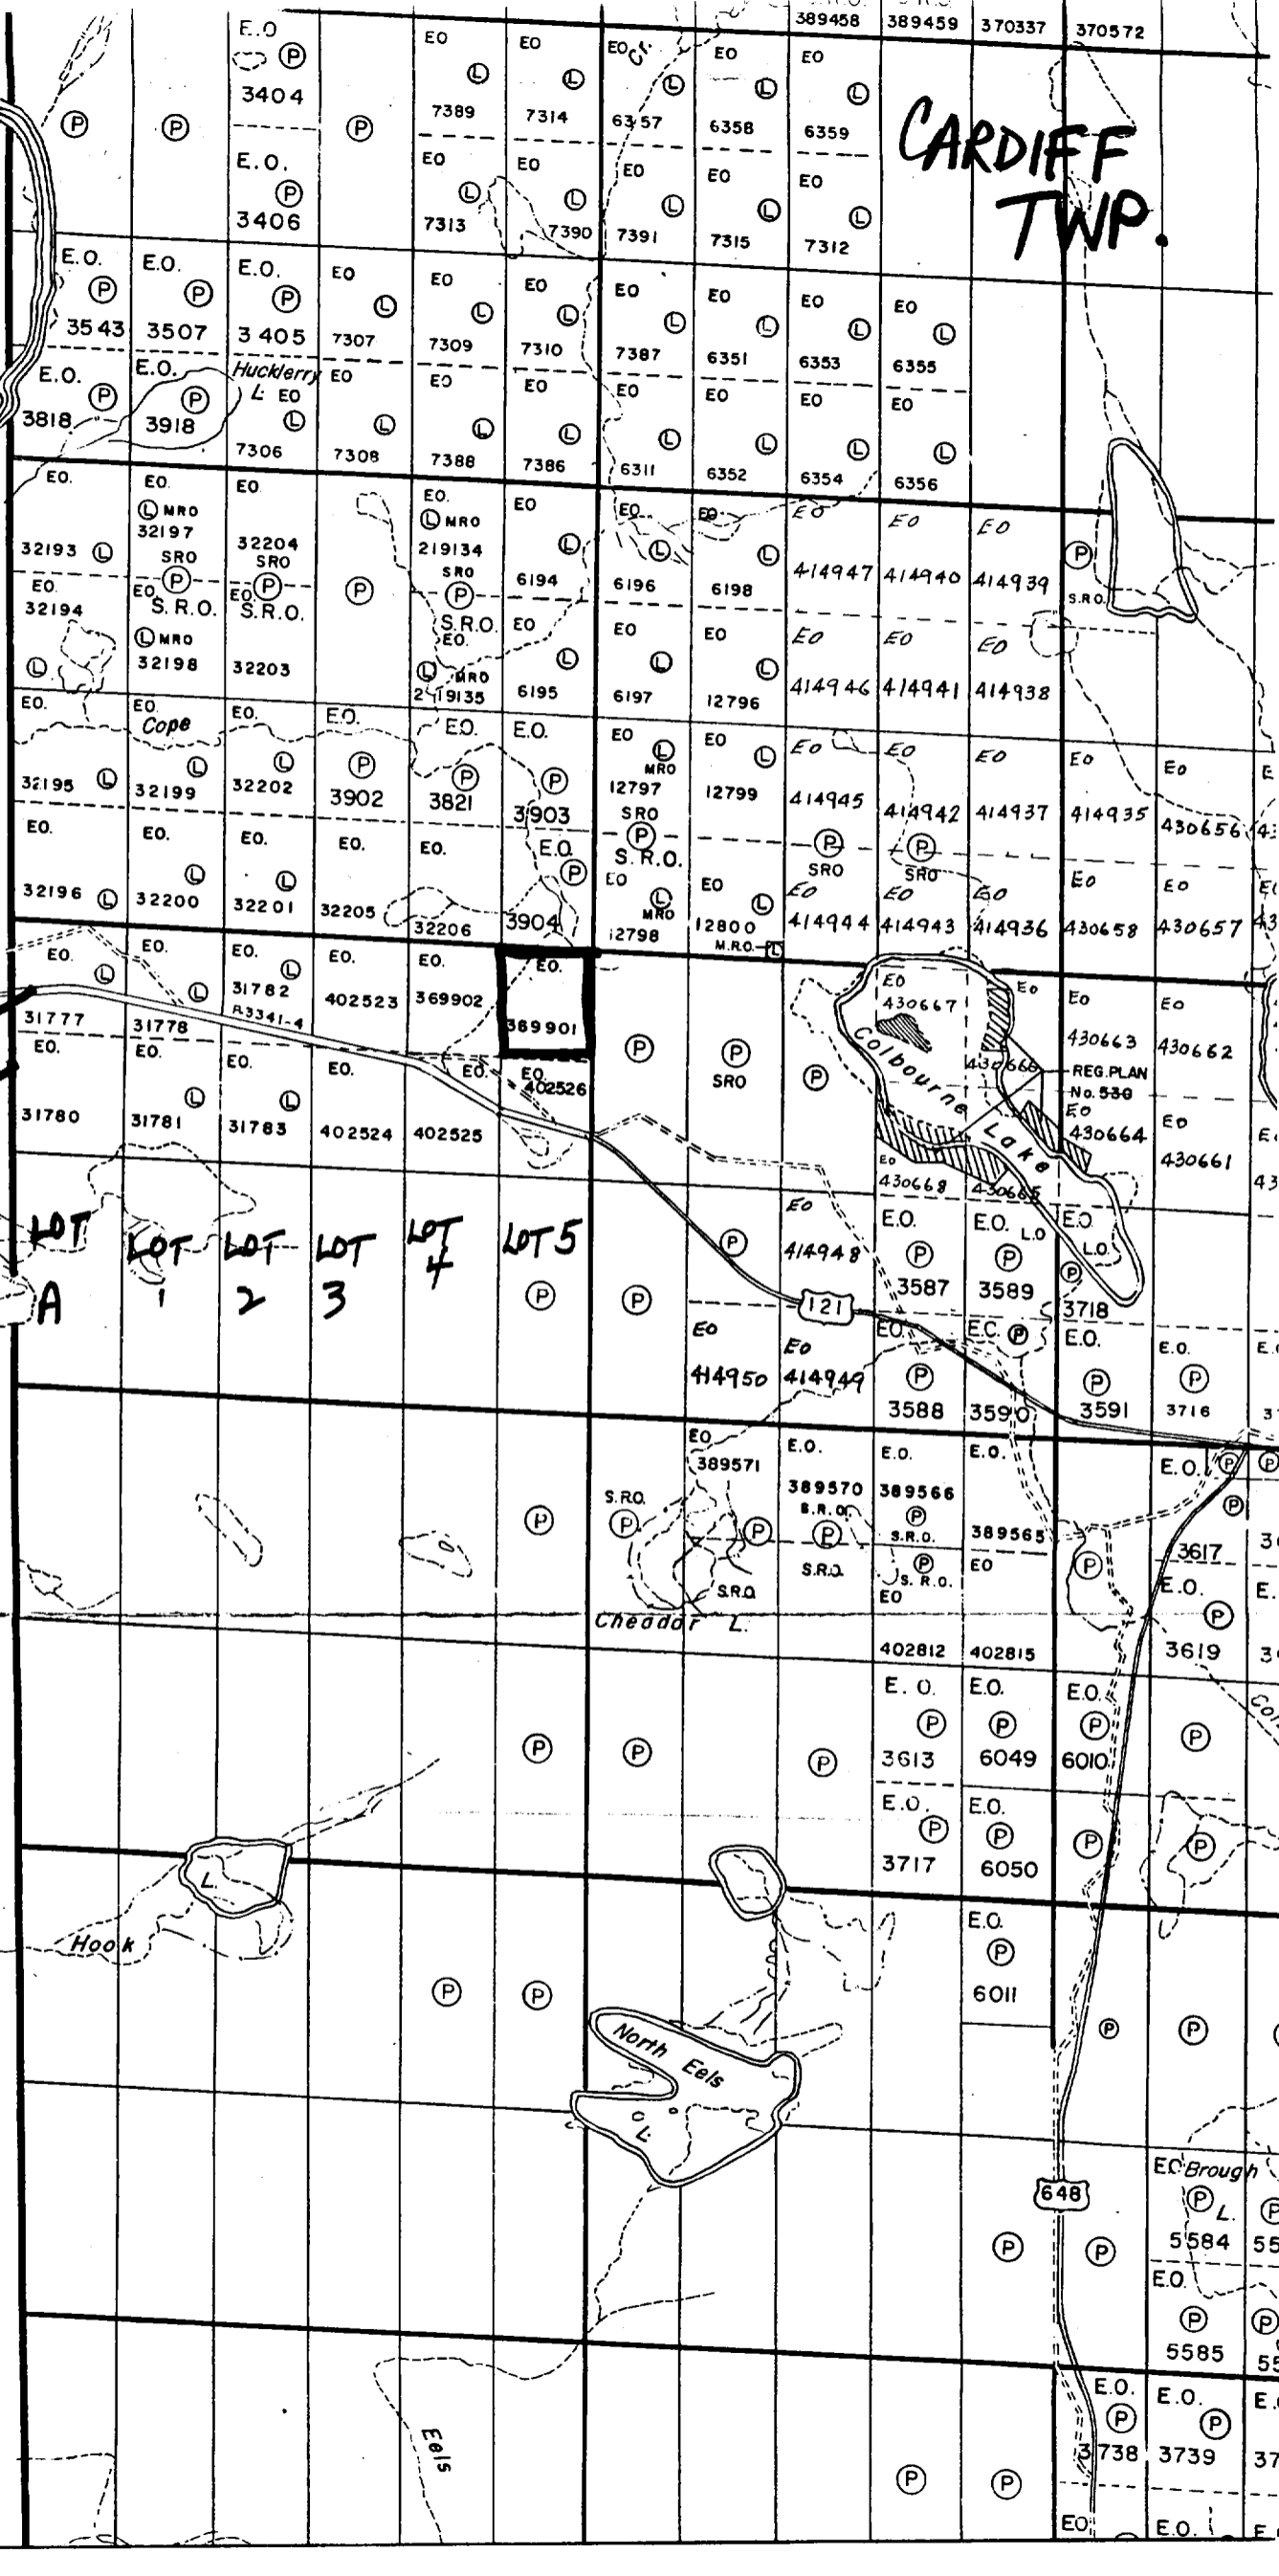 389458 389459 370337 370572
E.O EO EO EO Cr. EO EO
Ⓟ Ⓛ Ⓛ Ⓛ Ⓛ Ⓛ
3404 7389 7314 6357 6358 6359
Ⓟ Ⓟ Ⓟ
CARDIFF
TWP.
E.O. EO EO EO EO EO
Ⓟ Ⓛ Ⓛ Ⓛ Ⓛ Ⓛ
3406 7313 7390 7391 7315 7312
E.O. E.O. E.O. EO EO EO EO EO EO EO
Ⓟ Ⓟ Ⓟ Ⓛ Ⓛ Ⓛ Ⓛ Ⓛ Ⓛ Ⓛ
3543 3507 3405 7307 7309 7310 7387 6351 6353 6355
E.O. E.O. Hucklerry EO EO EO EO EO EO EO
L. EO
Ⓟ Ⓟ Ⓛ Ⓛ Ⓛ Ⓛ Ⓛ Ⓛ Ⓛ Ⓛ
3818 3918 7306 7308 7388 7386 6311 6352 6354 6356
EO. EO. EO EO. EO EO EO EO EO EO
Ⓛ MRO Ⓛ MRO
32193 Ⓛ 32197 32204 219134 Ⓛ Ⓛ Ⓛ Ⓟ
SRO SRO SRO 6194 6196 6198 414947 414940 414939 S.R.O.
EO. Ⓟ Ⓟ Ⓟ Ⓟ
32194 EO. S.R.O. EO. S.R.O. S.R.O. EO EO EO EO EO EO
EO.
Ⓛ Ⓛ MRO Ⓛ MRO Ⓛ Ⓛ Ⓛ
32198 32203 219135 6195 6197 12796 414946 414941 414938
EO. EO. EO. E.O. E.O. E.O. EO EO EO EO EO EO EO
Cope
Ⓛ Ⓛ Ⓛ Ⓟ Ⓟ Ⓟ Ⓛ MRO Ⓛ
32195 32199 32202 3902 3821 3903 12797 12799 414945 414942 414937 414935 430656
SRO
EO. EO. EO. EO. EO. E.O. Ⓟ S.R.O. Ⓟ SRO Ⓟ SRO
Ⓛ Ⓛ Ⓛ Ⓟ EO Ⓛ MRO EO Ⓛ EO EO EO EO EO
32196 32200 32201 32205 32206 3904 12798 12800 414944 414943 414936 430658 430657
M.R.O. L
EO. EO. EO. EO. EO. EO. EO EO EO EO
Ⓛ Ⓛ Ⓛ
31777 31778 31782 402523 369902 369901 430667 430663 430662
Ⓟ Ⓟ SRO Ⓟ Colbourne Lake
430666 REG.PLAN
No. 530
EO. EO. EO. EO. EO. EO. EO EO
402526
Ⓛ Ⓛ
31780 31781 31783 402524 402525 430664 430661
EO
430668 430665
LOT LOT LOT LOT LOT LOT 5
A 1 2 3 4
Ⓟ Ⓟ Ⓟ EO E.O. E.O. L.O. E.O. L.O.
414948 Ⓟ Ⓟ Ⓟ
3587 3589 3718
121
EO EO EO. E.O. Ⓟ E.O. E.O.
414950 414949 Ⓟ Ⓟ Ⓟ
3588 3590 3591 3716
EO E.O. E.O. E.O. E.O. Ⓟ Ⓟ
389571 389570 389566 Ⓟ
S.R.O. S.R.O. Ⓟ
Ⓟ Ⓟ Ⓟ Ⓟ S.R.O. 389565 Ⓟ 3617
S.R.O. S.R.O. Ⓟ S.R.O. EO E.O.
EO Ⓟ
Cheddar L.
402812 402815 3619
E.O. E.O. E.O.
Ⓟ Ⓟ Ⓟ Ⓟ Ⓟ Ⓟ Ⓟ
3613 6049 6010
E.O. E.O.
Ⓟ Ⓟ Ⓟ Ⓟ
3717 6050
L.
Hook
E.O.
Ⓟ
6011
Ⓟ Ⓟ Ⓟ Ⓟ
North Eels
L.
EO Brough
648 Ⓟ L. Ⓟ
Ⓟ Ⓟ 5584
E.O.
Ⓟ Ⓟ
5585
E.O. E.O.
Ⓟ Ⓟ
Eels
3738 3739
Ⓟ Ⓟ
EO E.O.